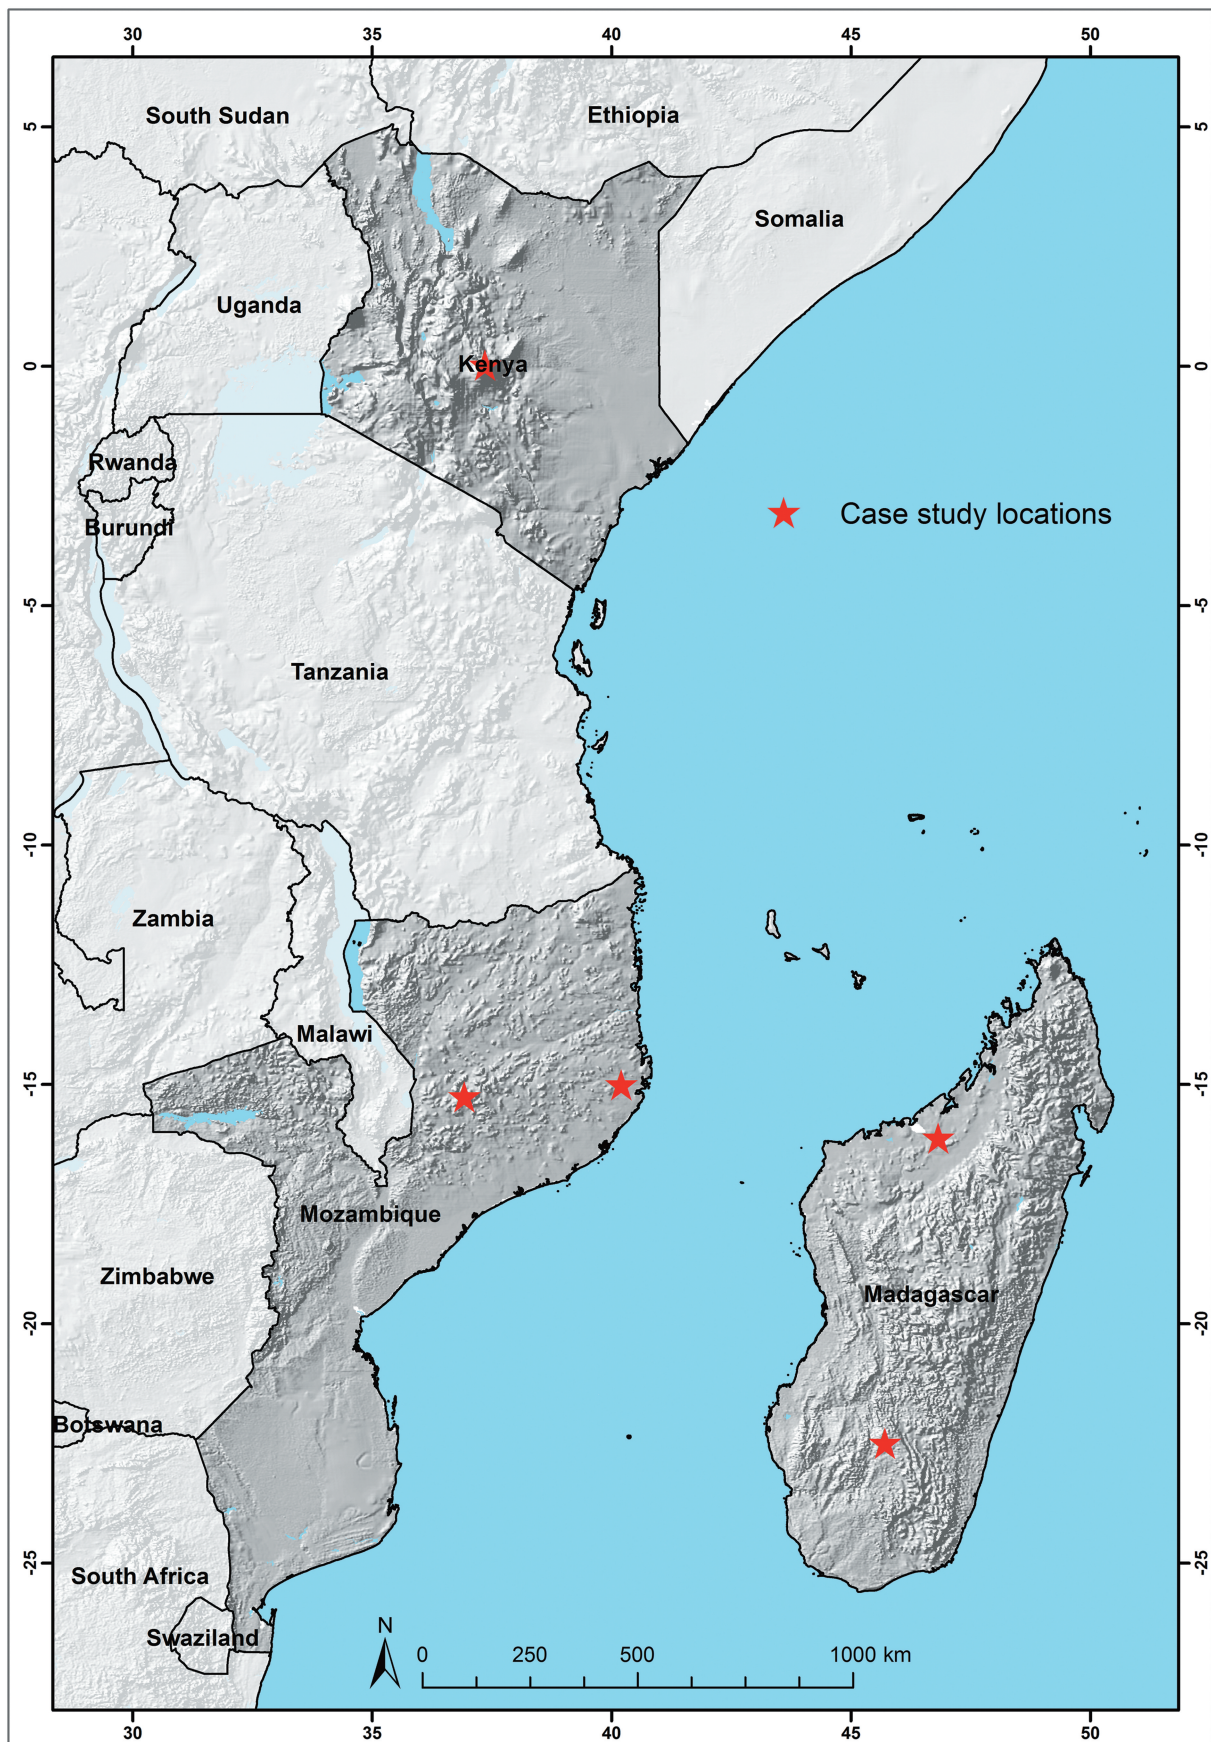 30 35 40 45 50
South Sudan
Ethiopia
5 5
Somalia
Uganda
0 Kenya 0
Rwanda
Case study locations
Burundi
-5 -5
Tanzania
-10 -10
Zambia
Malawi
-15 -15
Mozambique
Zimbabwe
Madagascar
-20 -20
Botswana
-25 -25
South Africa
N
Swaziland
0 250 500 1000 km
30 35 40 45 50